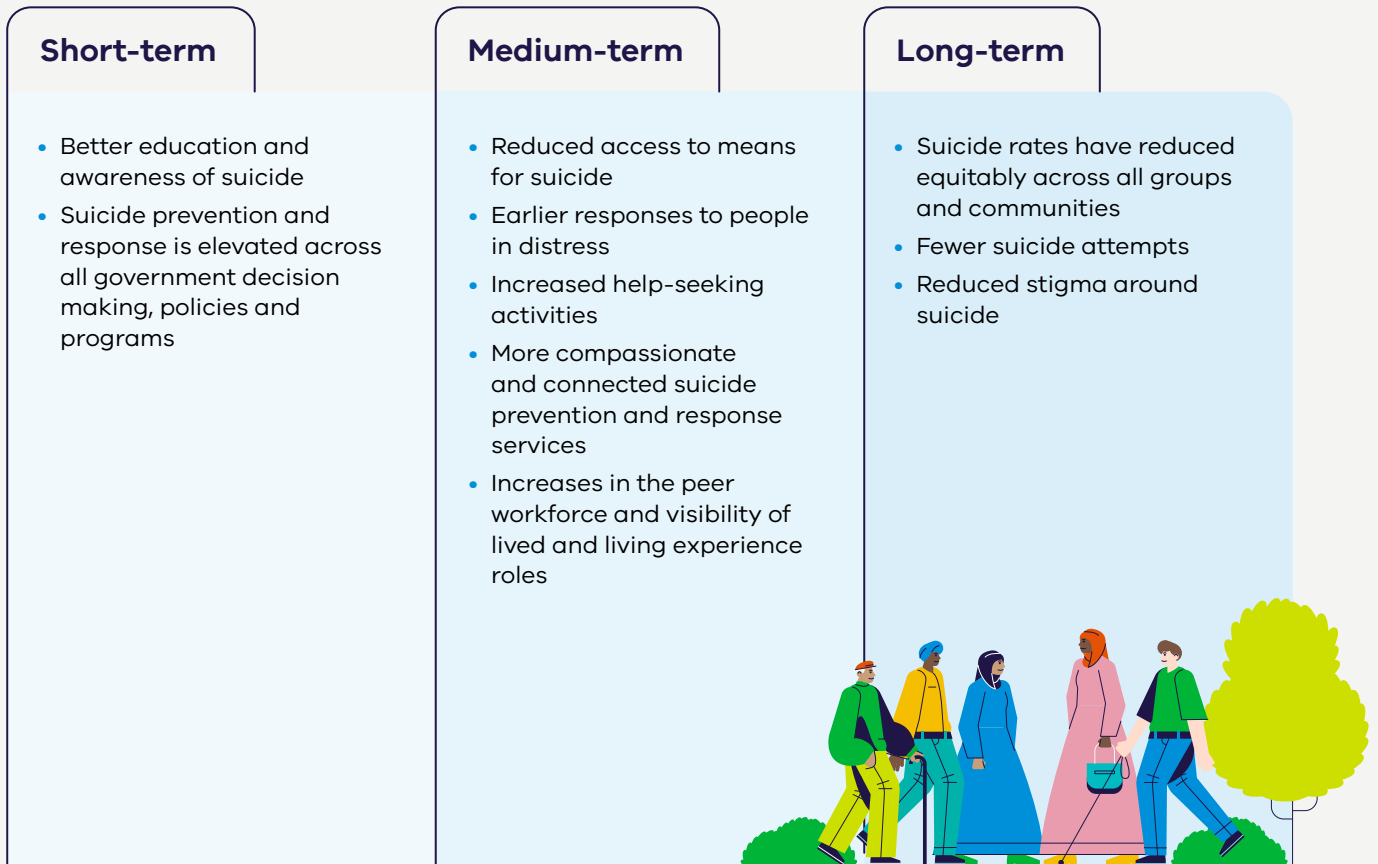 Short-term
• Better education and
awareness of suicide
• Suicide prevention and
response is elevated across
all government decision
making, policies and
programs
Medium-term
• Reduced access to means
for suicide
• Earlier responses to people
in distress
• Increased help-seeking
activities
• More compassionate
and connected suicide
prevention and response
services
• Increases in the peer
workforce and visibility of
lived and living experience
roles
Long-term
• Suicide rates have reduced
equitably across all groups
and communities
• Fewer suicide attempts
• Reduced stigma around
suicide